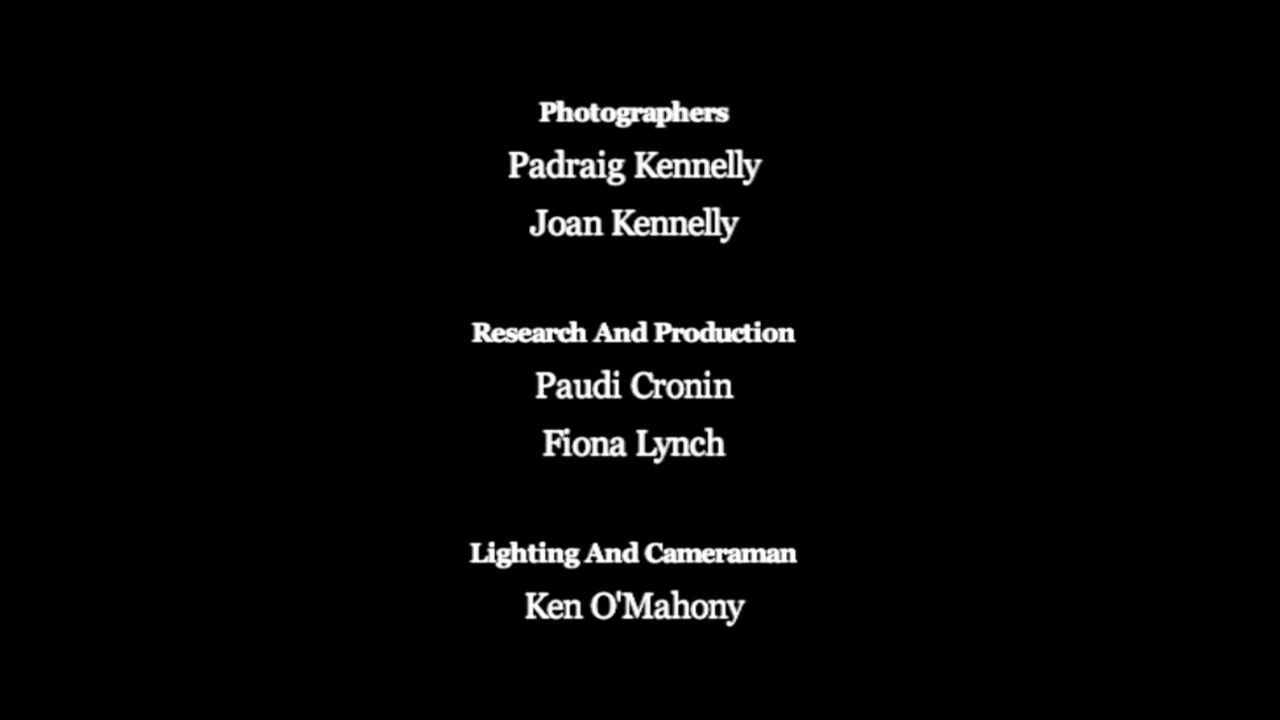 Photographers
Padraig Kennelly
Joan Kennelly
Research And Production
Paudi Cronin
Fiona Lynch
Lighting And Cameraman
Ken O'Mahony